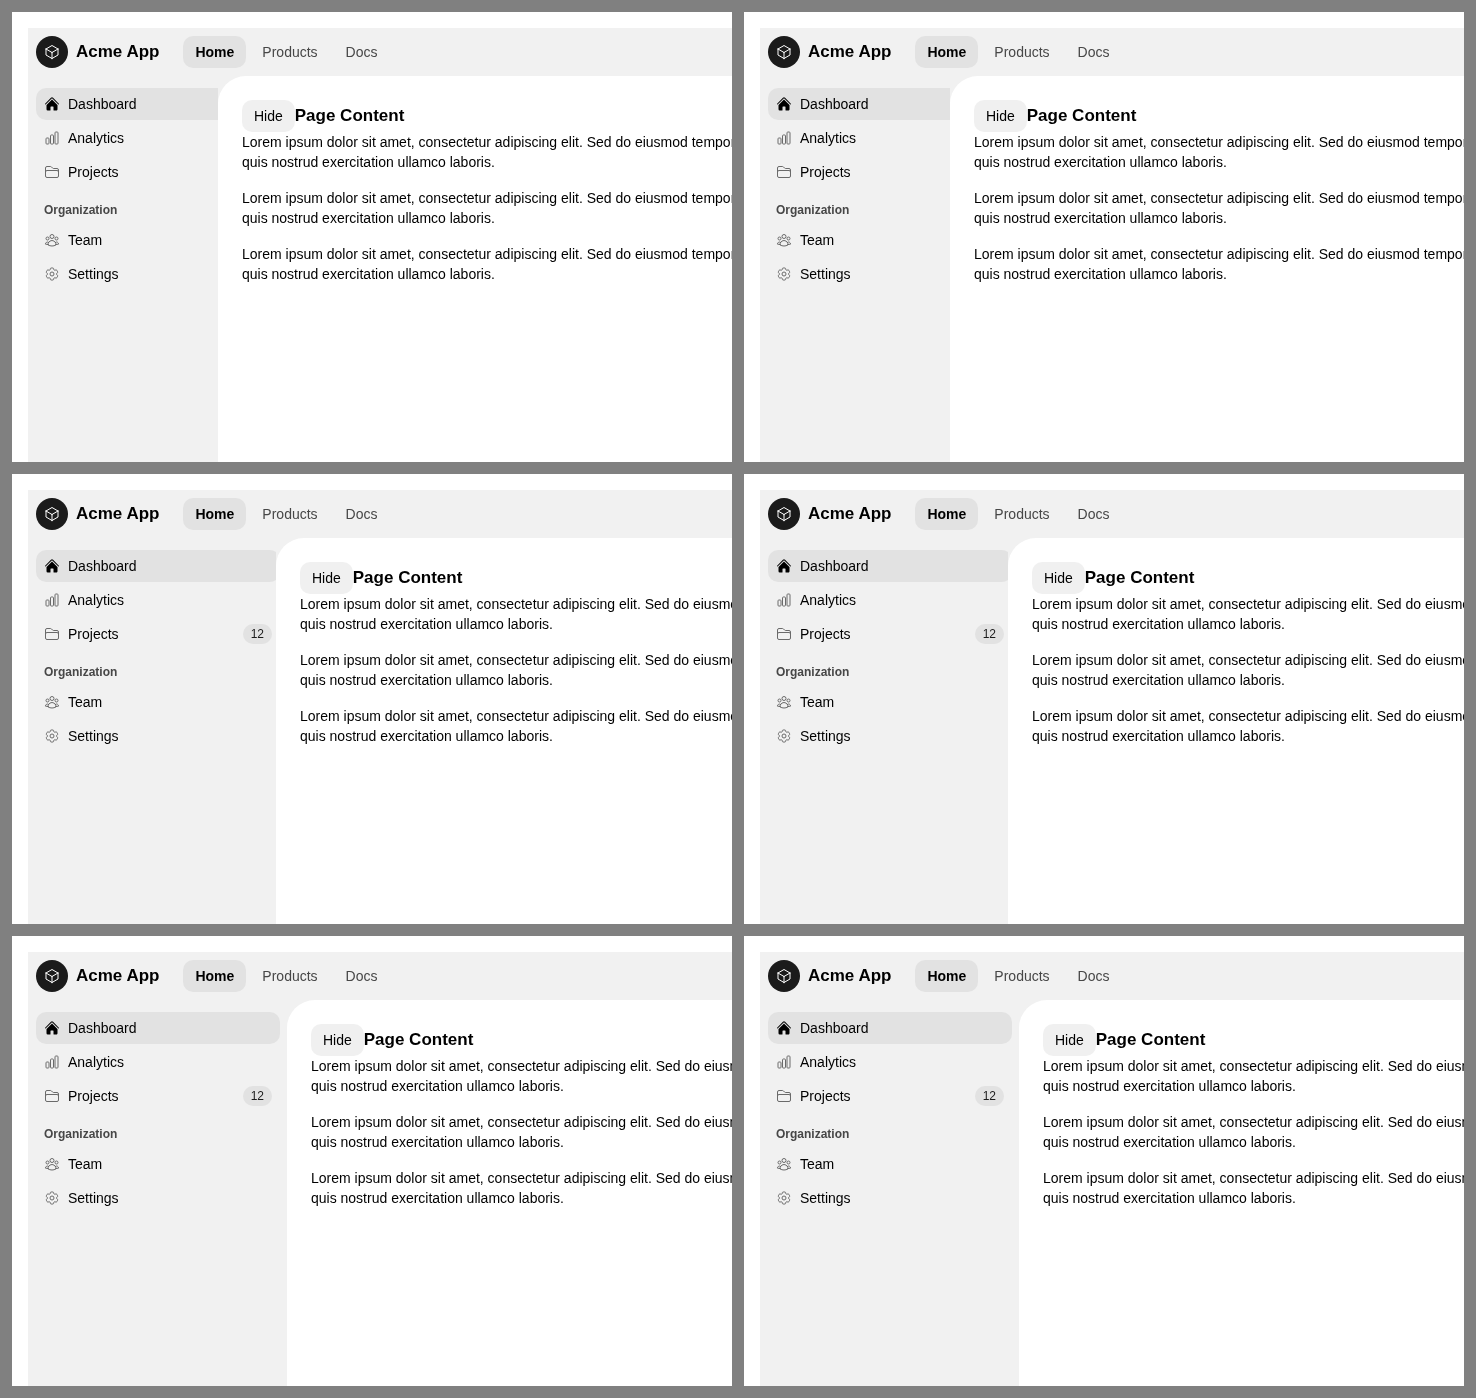 Acme App Home Products Docs
Dashboard
Analytics
Projects
Organization
Team
Settings
Hide Page Content
Lorem ipsum dolor sit amet, consectetur adipiscing elit. Sed do eiusmod tempo
quis nostrud exercitation ullamco laboris.
Lorem ipsum dolor sit amet, consectetur adipiscing elit. Sed do eiusmod tempo
quis nostrud exercitation ullamco laboris.
Lorem ipsum dolor sit amet, consectetur adipiscing elit. Sed do eiusmod tempo
quis nostrud exercitation ullamco laboris.
Acme App Home Products Docs
Dashboard
Analytics
Projects
Organization
Team
Settings
Hide Page Content
Lorem ipsum dolor sit amet, consectetur adipiscing elit. Sed do eiusmod tempo
quis nostrud exercitation ullamco laboris.
Lorem ipsum dolor sit amet, consectetur adipiscing elit. Sed do eiusmod tempo
quis nostrud exercitation ullamco laboris.
Lorem ipsum dolor sit amet, consectetur adipiscing elit. Sed do eiusmod tempo
quis nostrud exercitation ullamco laboris.
Acme App Home Products Docs
Dashboard
Analytics
Projects 12
Organization
Team
Settings
Hide Page Content
Lorem ipsum dolor sit amet, consectetur adipiscing elit. Sed do eiusm
quis nostrud exercitation ullamco laboris.
Lorem ipsum dolor sit amet, consectetur adipiscing elit. Sed do eiusm
quis nostrud exercitation ullamco laboris.
Lorem ipsum dolor sit amet, consectetur adipiscing elit. Sed do eiusm
quis nostrud exercitation ullamco laboris.
Acme App Home Products Docs
Dashboard
Analytics
Projects 12
Organization
Team
Settings
Hide Page Content
Lorem ipsum dolor sit amet, consectetur adipiscing elit. Sed do eiusm
quis nostrud exercitation ullamco laboris.
Lorem ipsum dolor sit amet, consectetur adipiscing elit. Sed do eiusm
quis nostrud exercitation ullamco laboris.
Lorem ipsum dolor sit amet, consectetur adipiscing elit. Sed do eiusm
quis nostrud exercitation ullamco laboris.
Acme App Home Products Docs
Dashboard
Analytics
Projects 12
Organization
Team
Settings
Hide Page Content
Lorem ipsum dolor sit amet, consectetur adipiscing elit. Sed do eius
quis nostrud exercitation ullamco laboris.
Lorem ipsum dolor sit amet, consectetur adipiscing elit. Sed do eius
quis nostrud exercitation ullamco laboris.
Lorem ipsum dolor sit amet, consectetur adipiscing elit. Sed do eius
quis nostrud exercitation ullamco laboris.
Acme App Home Products Docs
Dashboard
Analytics
Projects 12
Organization
Team
Settings
Hide Page Content
Lorem ipsum dolor sit amet, consectetur adipiscing elit. Sed do eius
quis nostrud exercitation ullamco laboris.
Lorem ipsum dolor sit amet, consectetur adipiscing elit. Sed do eius
quis nostrud exercitation ullamco laboris.
Lorem ipsum dolor sit amet, consectetur adipiscing elit. Sed do eius
quis nostrud exercitation ullamco laboris.